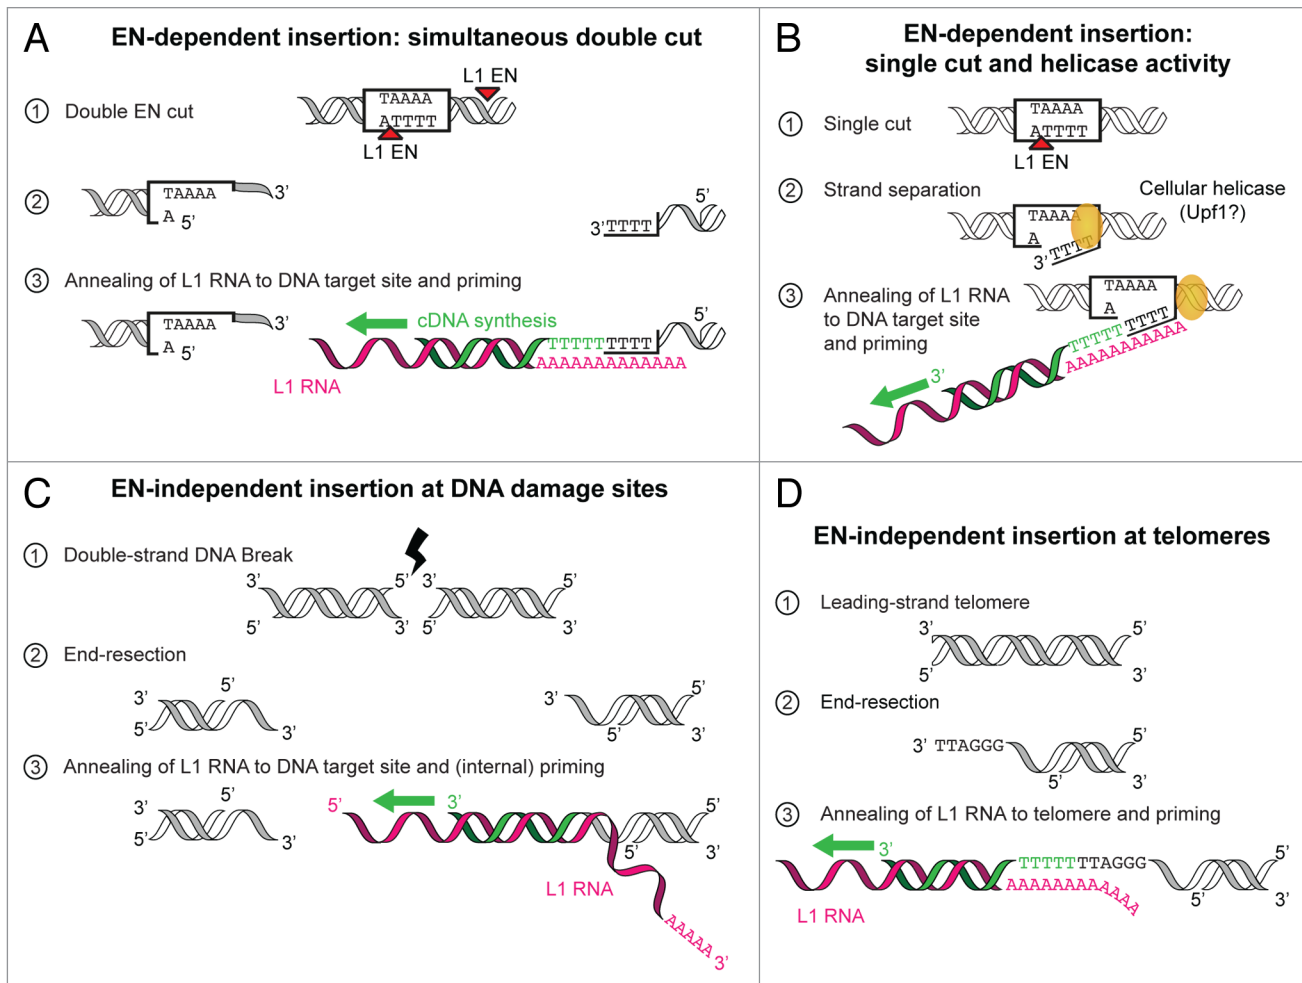 A
EN-dependent insertion: simultaneous double cut
① Double EN cut
L1 EN
TAAAA
ATTTT
L1 EN
②
TAAAA
A 5’
3’
5’
3’TTTT
③ Annealing of L1 RNA to DNA target site and priming
TAAAA
A 5’
3’
cDNA synthesis
5’
TTTTTTTTT
AAAAAAAAAAAAA
L1 RNA
B
EN-dependent insertion:
single cut and helicase activity
① Single cut
TAAAA
ATTTT
L1 EN
② Strand separation
Cellular helicase
(Upf1?)
TAAAA
A
3’TTTT
③ Annealing of L1 RNA
to DNA target site
and priming
TAAAA
A
TTTTTTTTT
AAAAAAAAAAA
3’
C
EN-independent insertion at DNA damage sites
① Double-strand DNA Break
3’ 5’ 3’ 5’
5’ 3’ 5’ 3’
② End-resection
3’ 5’ 3’ 5’
5’ 3’ 5’ 3’
③ Annealing of L1 RNA to DNA target site and (internal) priming
3’ 5’ 5’ 3’ 5’
5’ 3’ 5’ 3’
L1 RNA
AAAAA 3’
D
EN-independent insertion at telomeres
① Leading-strand telomere
3’ 5’
5’ 3’
② End-resection
3’ TTAGGG 5’
5’ 3’
③ Annealing of L1 RNA to telomere and priming
3’ TTTTTTTAGGG 5’
AAAAAAAAAAAA
5’ 3’
L1 RNA